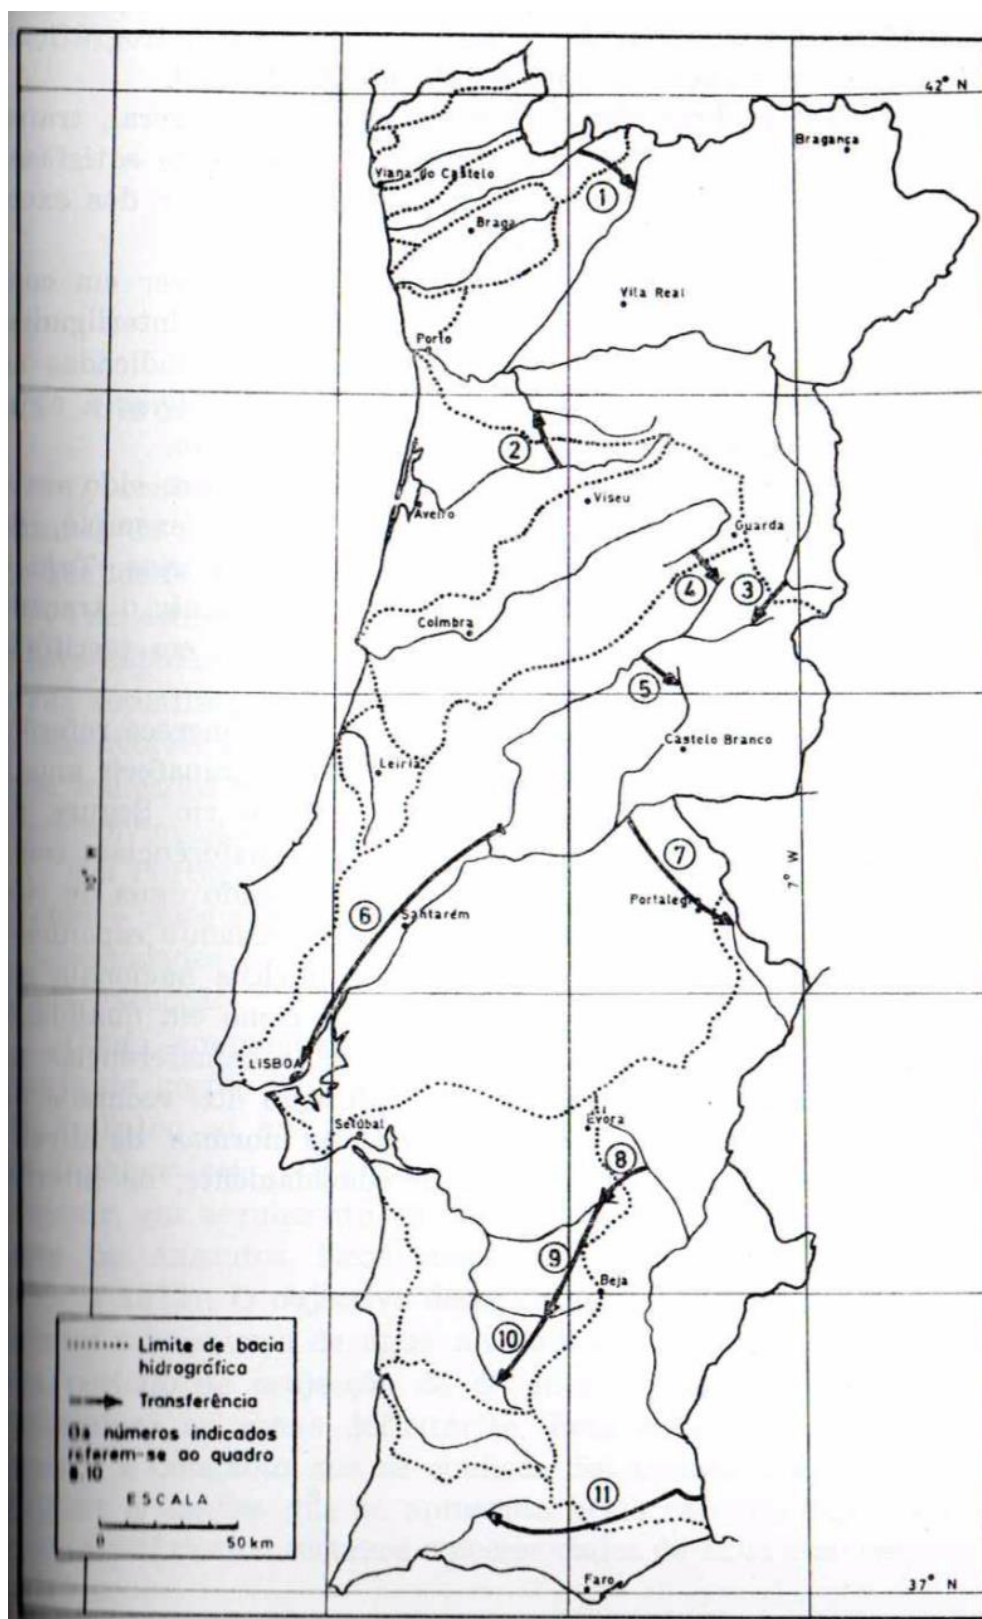 42° N
Bragança
Viana do Castelo
1
Braga
Vila Real
Porto
2
Viseu
Aveiro
Guarda
4
3
Coimbra
5
Castelo Branco
Leiria
7
7° W
Portalegre
6
Santarém
LISBOA
Setúbal
Évora
8
9
Beja
10
Limite de bacia
hidrográfica
Transferência
Os números indicados
referem-se ao quadro
8.10
ESCALA
0 50 km
11
Faro
37° N